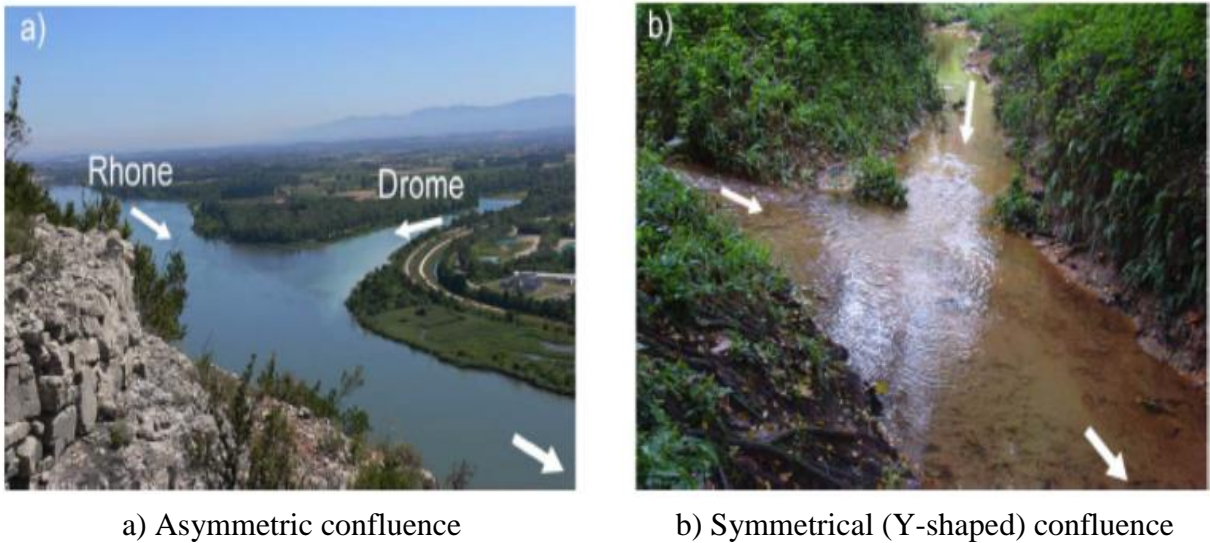 a)
Rhone
Drome
b)
a) Asymmetric confluence
b) Symmetrical (Y-shaped) confluence